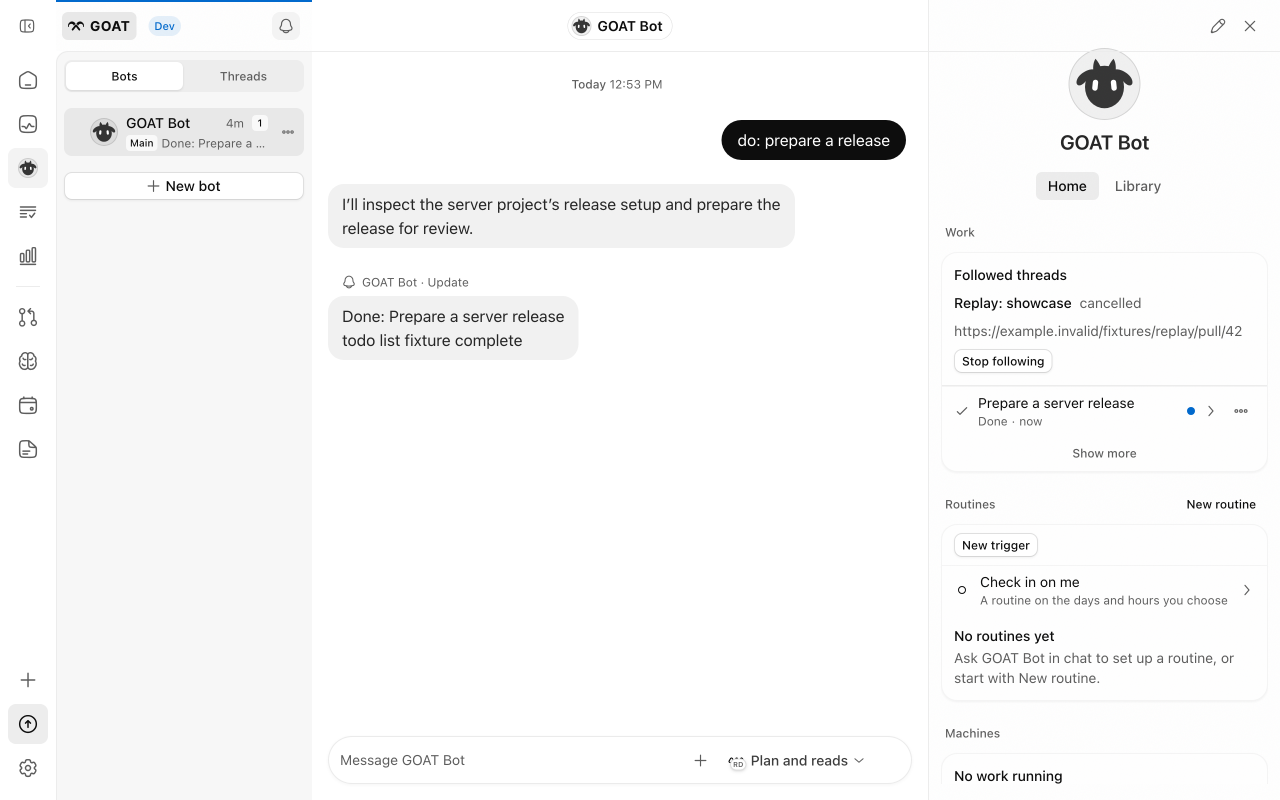 GOAT
Dev
Bots
Threads
GOAT Bot
4m
1
Main
Done: Prepare a ...
New bot
GOAT Bot
Today 12:53 PM
do: prepare a release
I’ll inspect the server project’s release setup and prepare the
release for review.
GOAT Bot · Update
Done: Prepare a server release
todo list fixture complete
Message GOAT Bot
RD
Plan and reads
GOAT Bot
Home
Library
Work
Followed threads
Replay: showcase cancelled
https://example.invalid/fixtures/replay/pull/42
Stop following
Prepare a server release
Done · now
Show more
Routines
New routine
New trigger
Check in on me
A routine on the days and hours you choose
No routines yet
Ask GOAT Bot in chat to set up a routine, or
start with New routine.
Machines
No work running